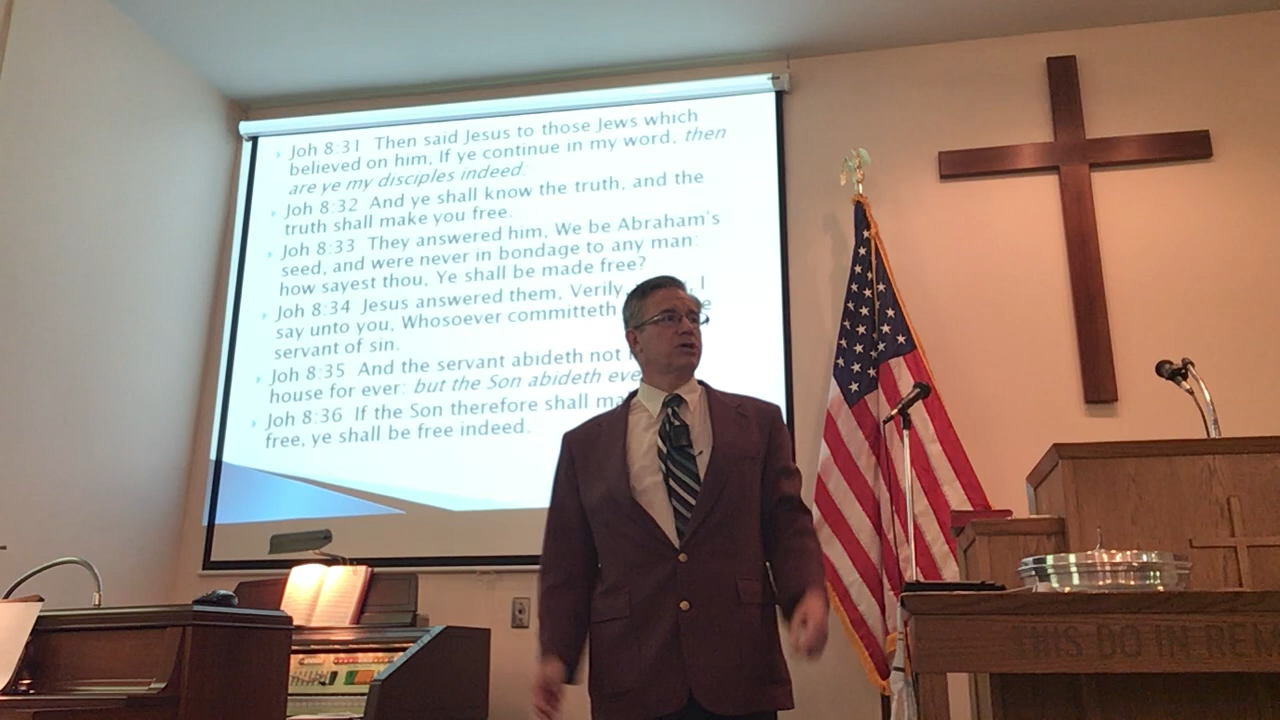 Joh 8:31 Then said Jesus to those Jews which
believed on him, If ye continue in my word, then
are ye my disciples indeed;
Joh 8:32 And ye shall know the truth, and the
truth shall make you free.
Joh 8:33 They answered him, We be Abraham's
seed, and were never in bondage to any man:
how sayest thou, Ye shall be made free?
Joh 8:34 Jesus answered them, Verily, I
say unto you, Whosoever committeth
servant of sin.
Joh 8:35 And the servant abideth not
house for ever: but the Son abideth
Joh 8:36 If the Son therefore shall
free, ye shall be free indeed.
THIS DO IN